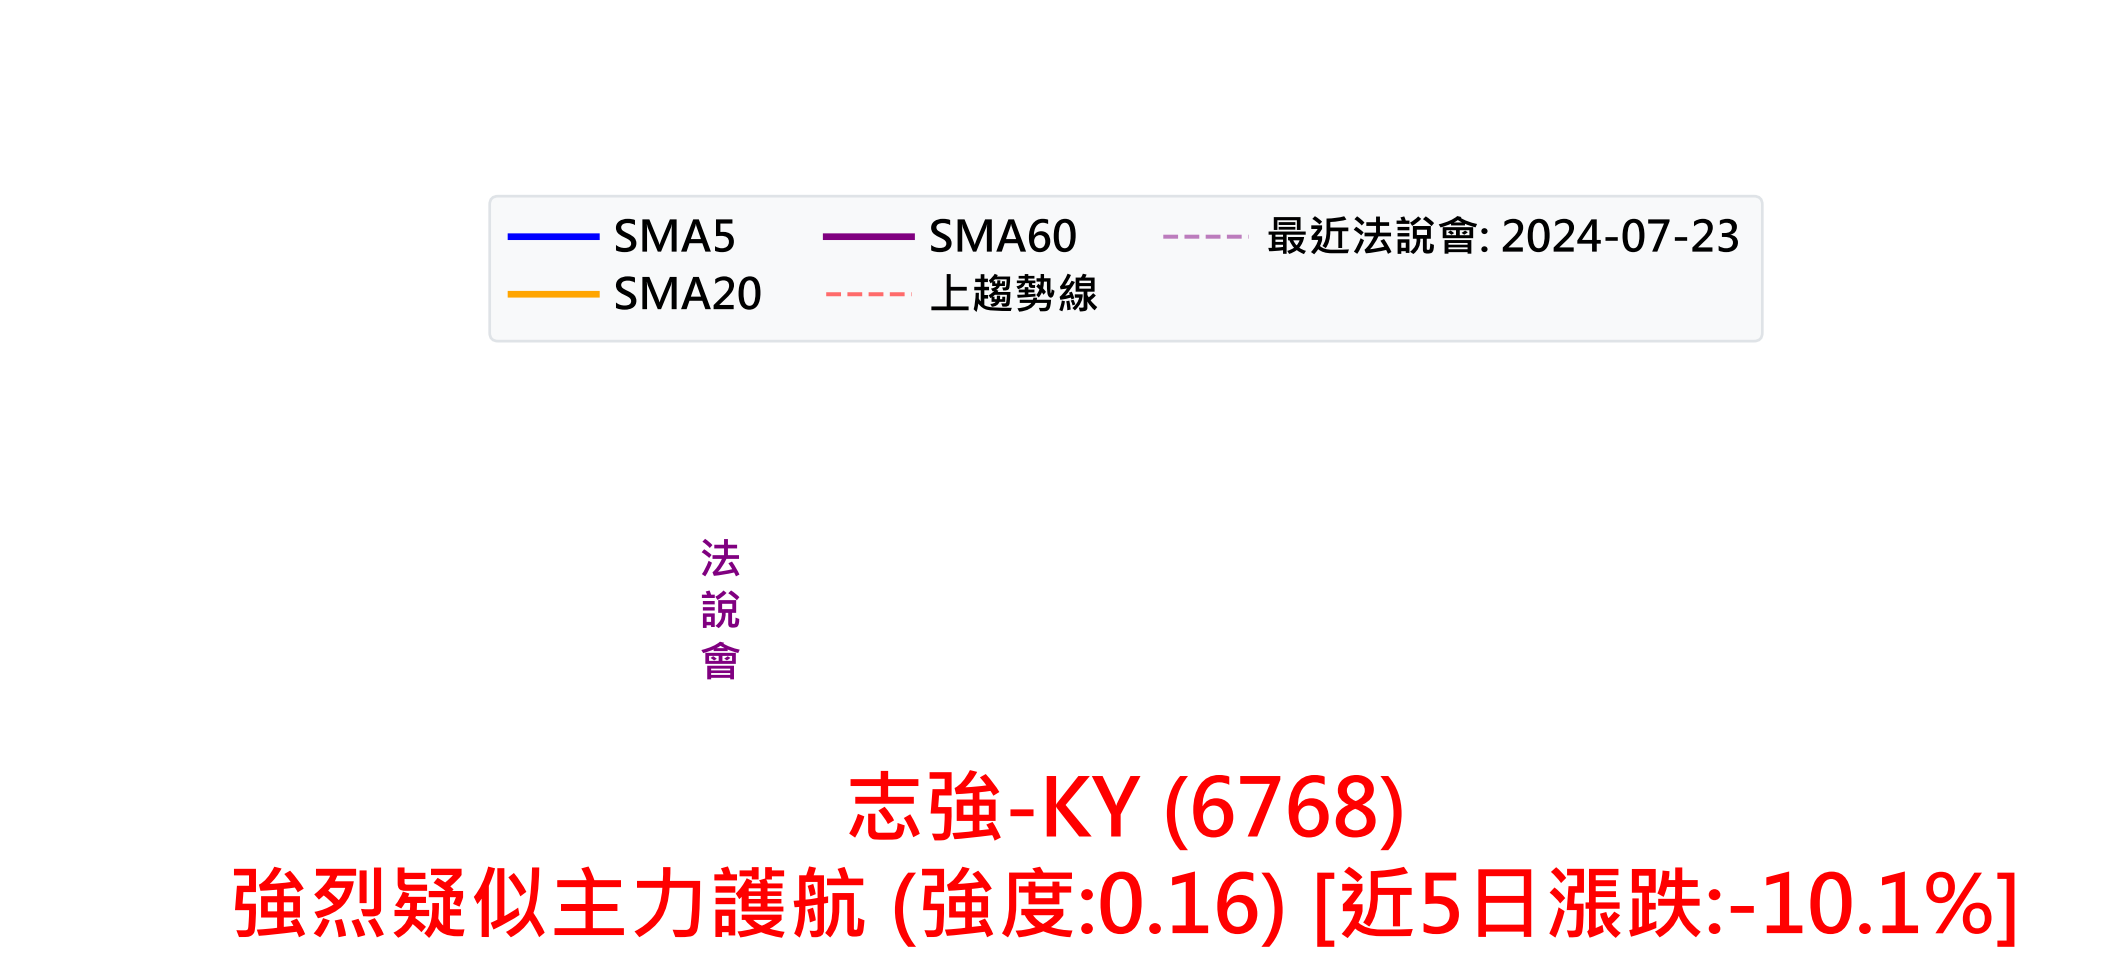 SMA5
SMA20
SMA60
上趨勢線
最近法說會: 2024-07-23
法說會
志強-KY (6768)
強烈疑似主力護航 (強度:0.16) [近5日漲跌:-10.1%]